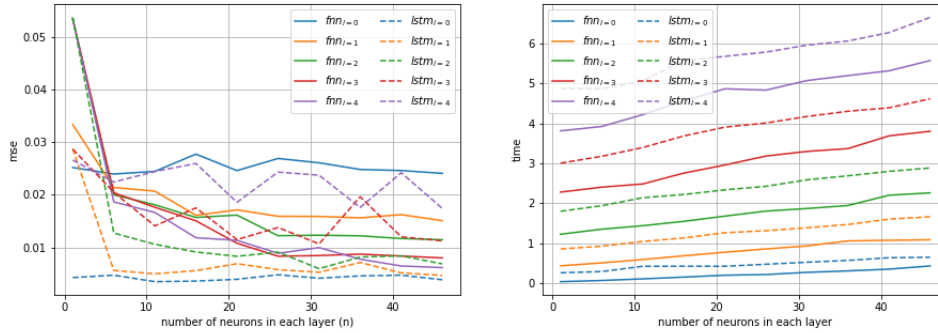 0.05
0.04
0.03
0.02
0.01
mse
fnn_{l=0}
fnn_{l=1}
fnn_{l=2}
fnn_{l=3}
fnn_{l=4}
lstm_{l=0}
lstm_{l=1}
lstm_{l=2}
lstm_{l=3}
lstm_{l=4}
0 10 20 30 40
number of neurons in each layer (n)
6
5
4
3
2
1
0
time
fnn_{l=0}
fnn_{l=1}
fnn_{l=2}
fnn_{l=3}
fnn_{l=4}
lstm_{l=0}
lstm_{l=1}
lstm_{l=2}
lstm_{l=3}
lstm_{l=4}
0 10 20 30 40
number of neurons in each layer